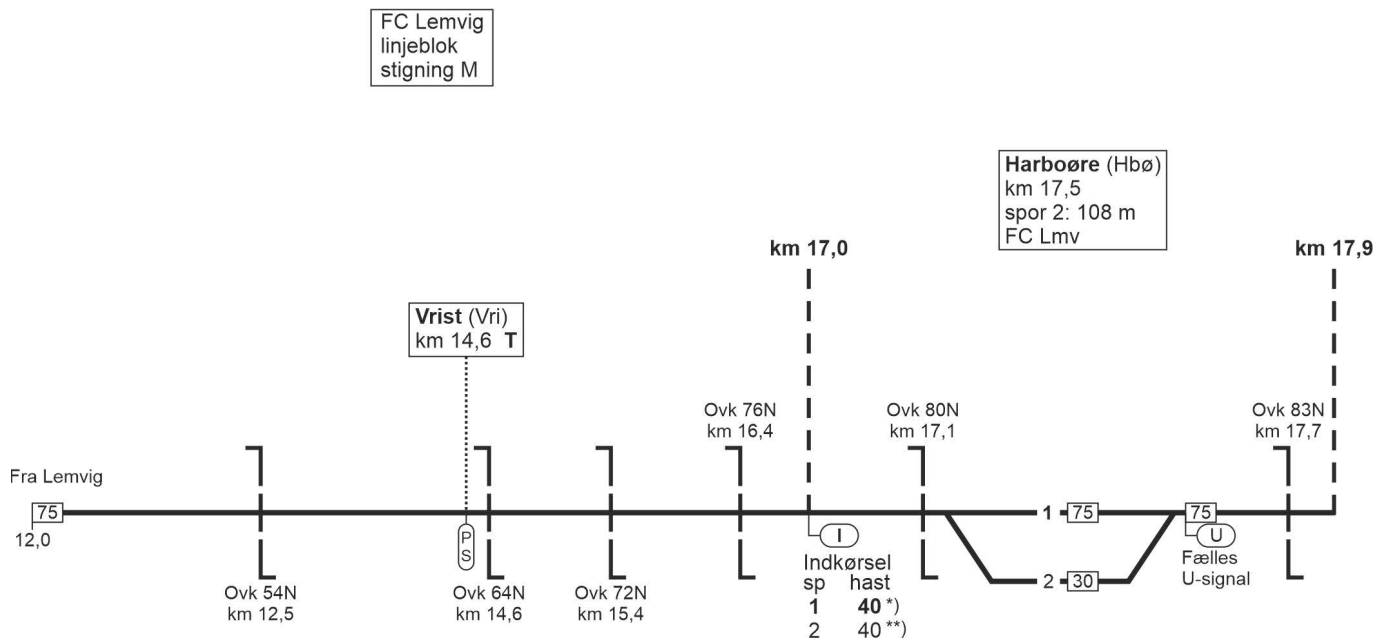 FC Lemvig
linjeblok
stigning M
Harboøre (Hbø)
km 17,5
spor 2: 108 m
FC Lmv
km 17,0
km 17,9
Vrist (Vri)
km 14,6 T
Ovk 76N
km 16,4
Ovk 80N
km 17,1
Ovk 83N
km 17,7
Fra Lemvig
75
12,0
1 75
75
P
S
I
U
Indkørsel
sp hast
1 40 *)
2 40 **)
2 30
Fælles
U-signal
Ovk 54N
km 12,5
Ovk 64N
km 14,6
Ovk 72N
km 15,4